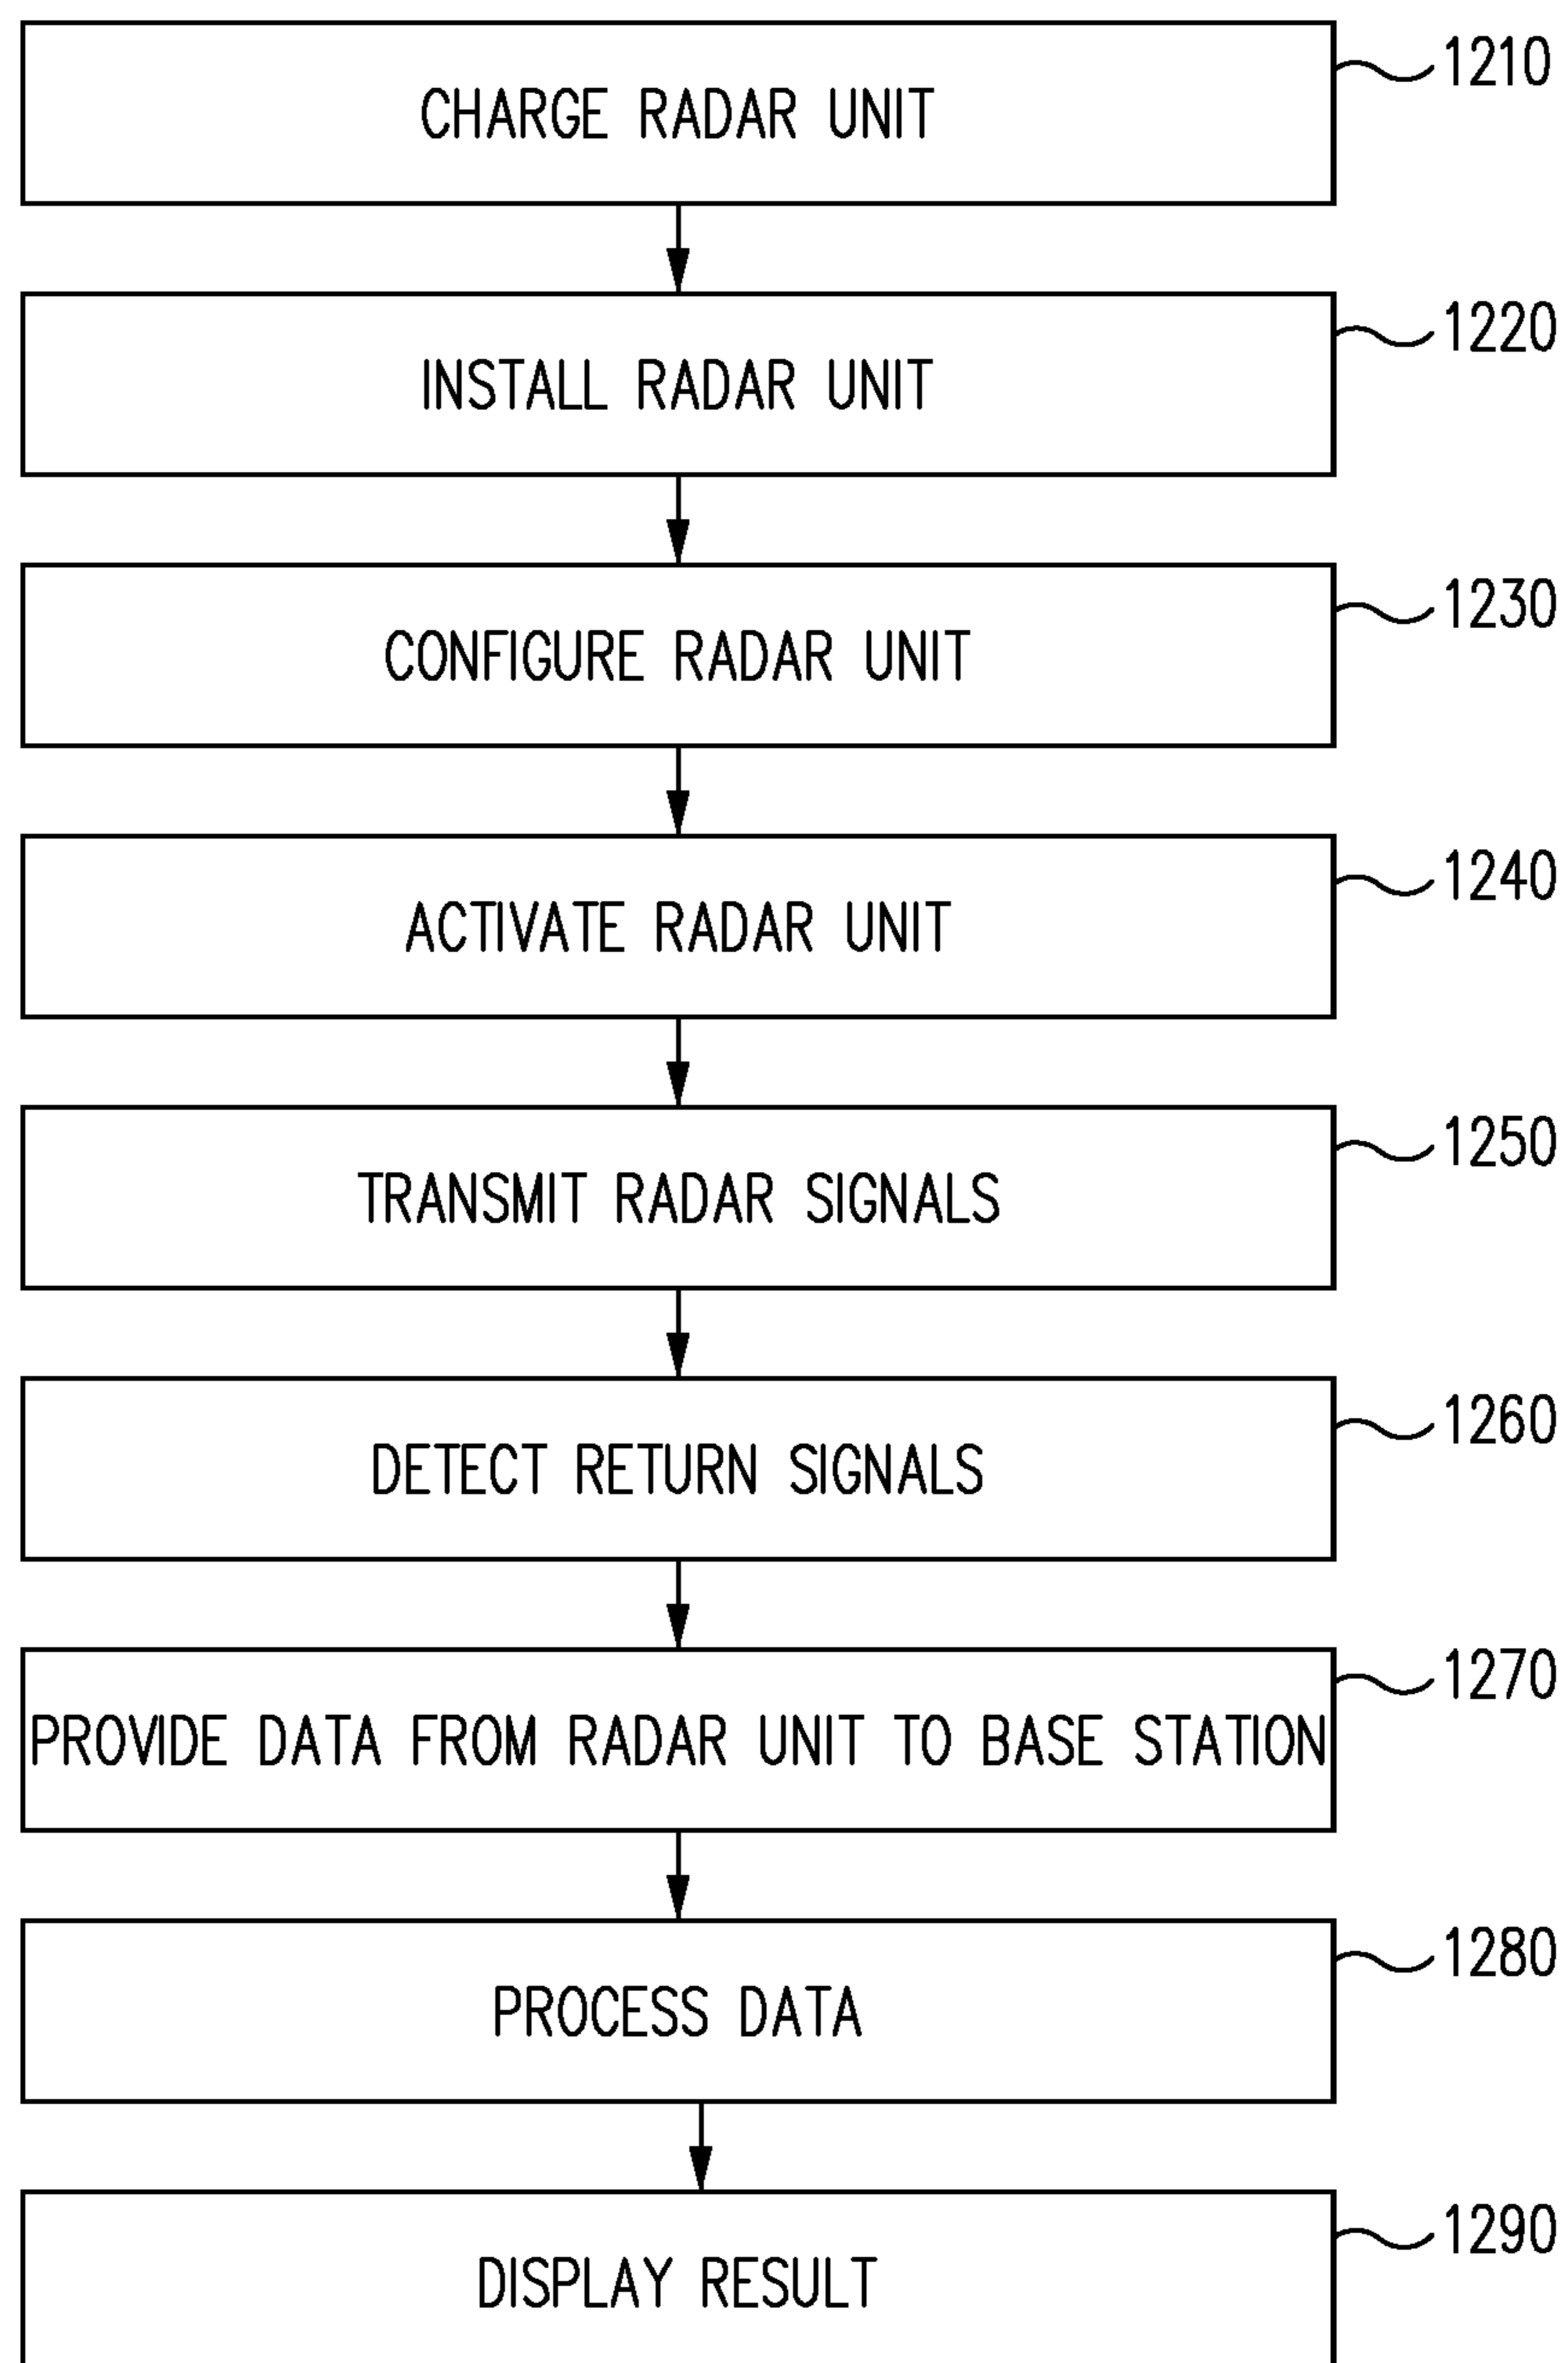 CHARGE RADAR UNIT 1210
INSTALL RADAR UNIT 1220
CONFIGURE RADAR UNIT 1230
ACTIVATE RADAR UNIT 1240
TRANSMIT RADAR SIGNALS 1250
DETECT RETURN SIGNALS 1260
PROVIDE DATA FROM RADAR UNIT TO BASE STATION 1270
PROCESS DATA 1280
DISPLAY RESULT 1290